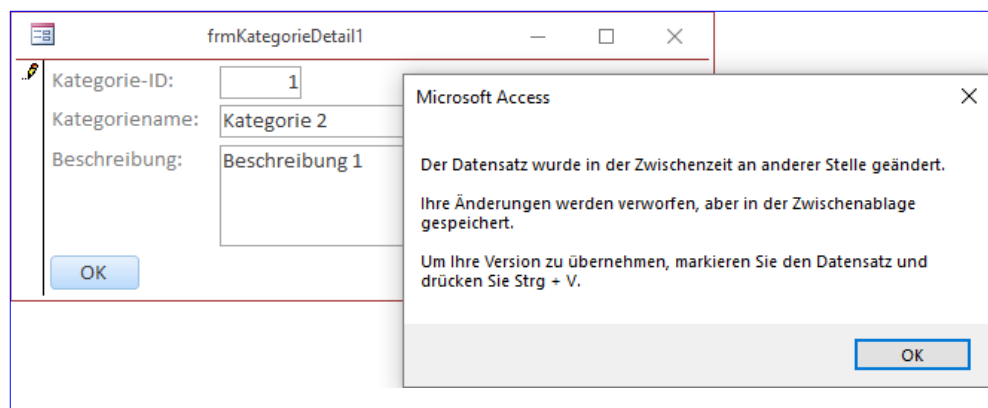 frmKategorieDetail1
Kategorie-ID: 1
Kategoriename: Kategorie 2
Beschreibung: Beschreibung 1
OK
Microsoft Access
Der Datensatz wurde in der Zwischenzeit an anderer Stelle geändert.
Ihre Änderungen werden verworfen, aber in der Zwischenablage
gespeichert.
Um Ihre Version zu übernehmen, markieren Sie den Datensatz und
drücken Sie Strg + V.
OK